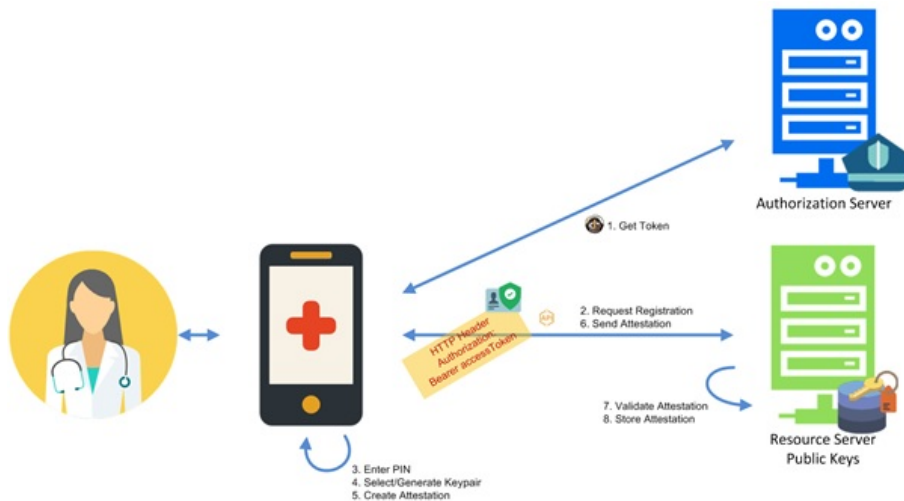 Authorization Server
1. Get Token
HTTP Header
Authorization:
Bearer accessToken
API
2. Request Registration
6. Send Attestation
7. Validate Attestation
8. Store Attestation
Resource Server
Public Keys
3. Enter PIN
4. Select/Generate Keypair
5. Create Attestation